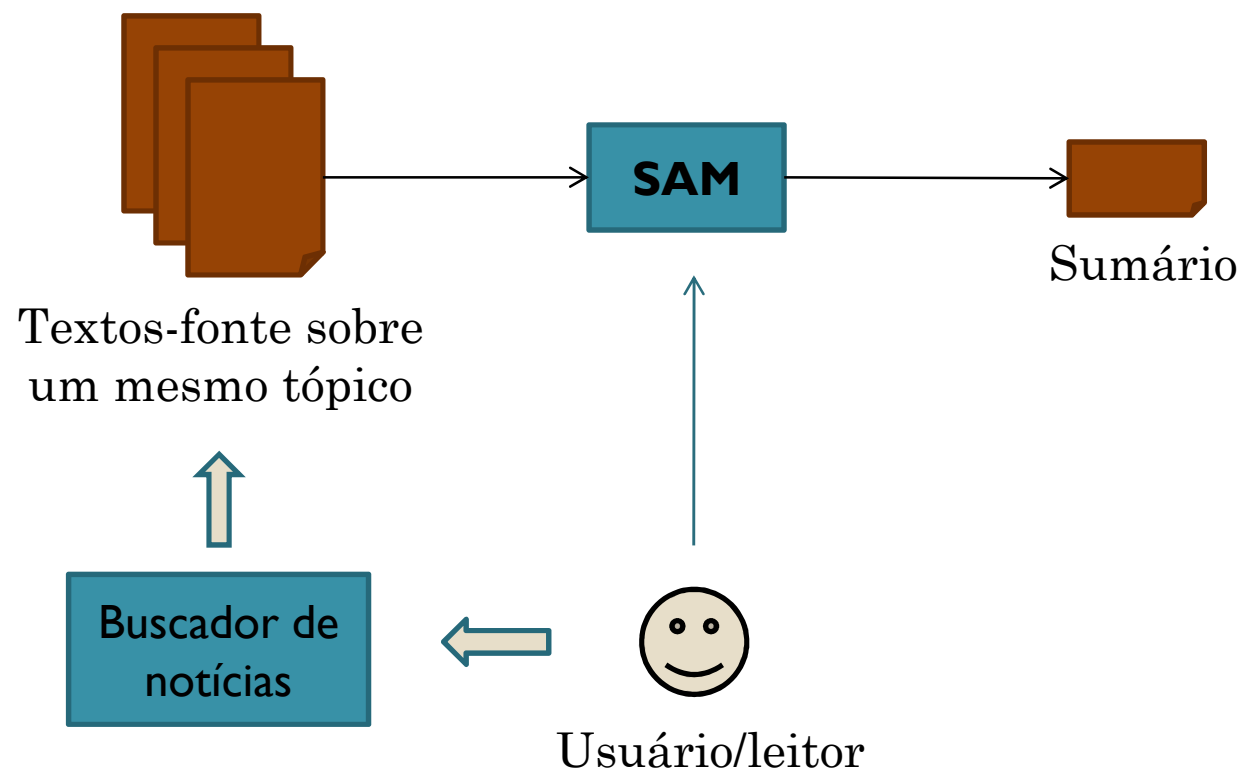 SAM
Sumário
Textos-fonte sobre
um mesmo tópico
Buscador de
notícias
Usuário/leitor